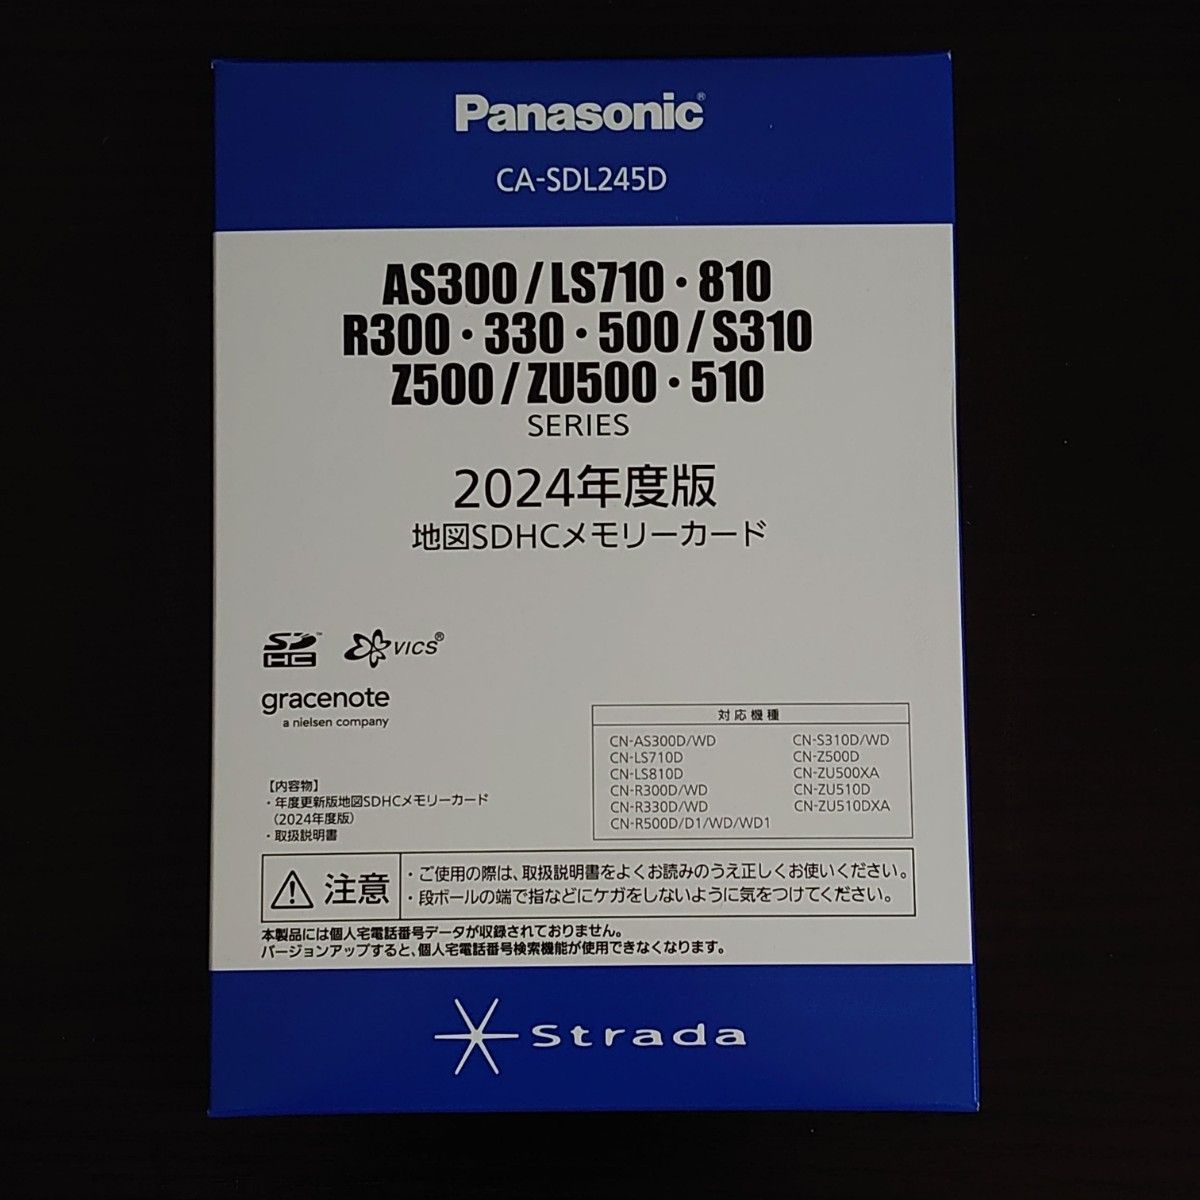 Panasonic®
CA-SDL245D
AS300/LS710・810
R300・330・500/S310
Z500/ZU500・510
SERIES
2024年度版
地図SDHCメモリーカード
SD HC™
VICS®
gracenote
a nielsen company
【内容物】
・年度更新版地図SDHCメモリーカード
（2024年度版）
・取扱説明書
対応機種
CN-AS300D/WD
CN-LS710D
CN-LS810D
CN-R300D/WD
CN-R330D/WD
CN-R500D/D1/WD/WD1
CN-S310D/WD
CN-Z500D
CN-ZU500XA
CN-ZU510D
CN-ZU510DXA
注意
・ご使用の際は、取扱説明書をよくお読みのうえ正しくお使いください。
・段ボールの端で指などにケガをしないように気をつけてください。
本製品には個人宅電話番号データが収録されておりません。
バージョンアップすると、個人宅電話番号検索機能が使用できなくなります。
Strada